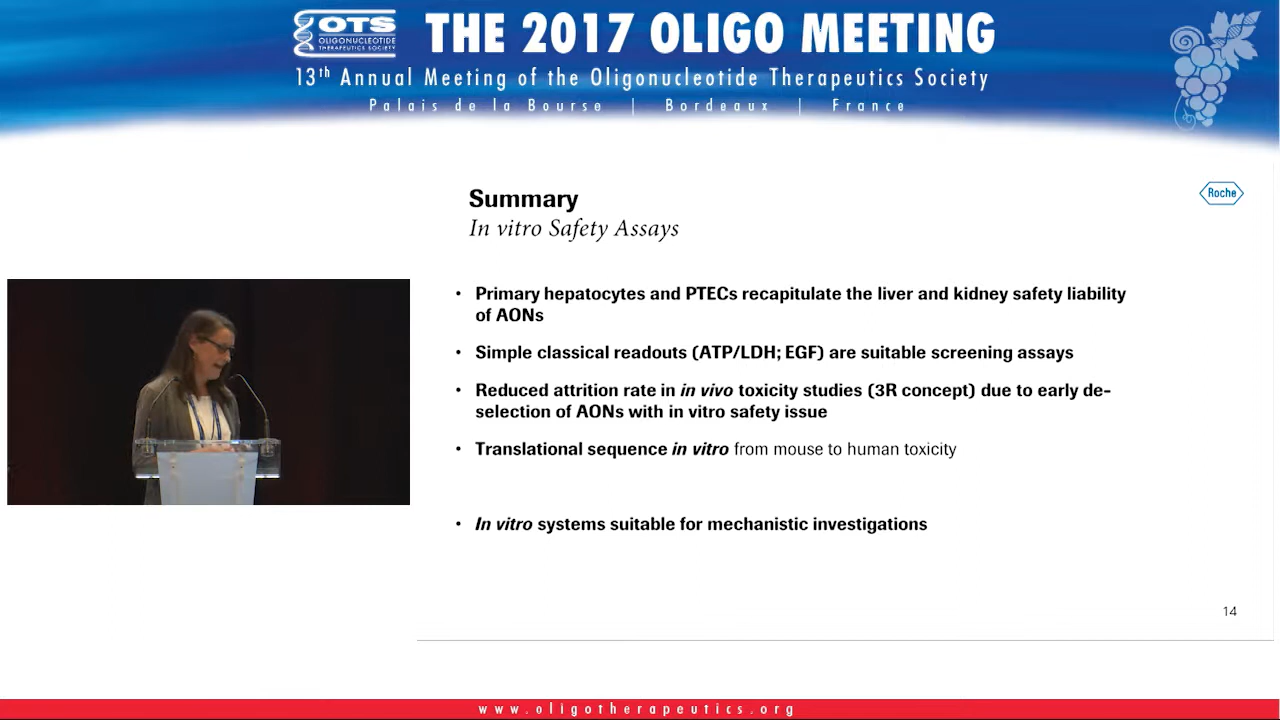 OTS
OLIGONUCLEOTIDE
THERAPEUTICS SOCIETY
THE 2017 OLIGO MEETING
13th Annual Meeting of the Oligonucleotide Therapeutics Society
Palais de la Bourse | Bordeaux | France
Roche
Summary
In vitro Safety Assays
• Primary hepatocytes and PTECs recapitulate the liver and kidney safety liability
of AONs
• Simple classical readouts (ATP/LDH; EGF) are suitable screening assays
• Reduced attrition rate in in vivo toxicity studies (3R concept) due to early de-
selection of AONs with in vitro safety issue
• Translational sequence in vitro from mouse to human toxicity
• In vitro systems suitable for mechanistic investigations
14
www.oligotherapeutics.org